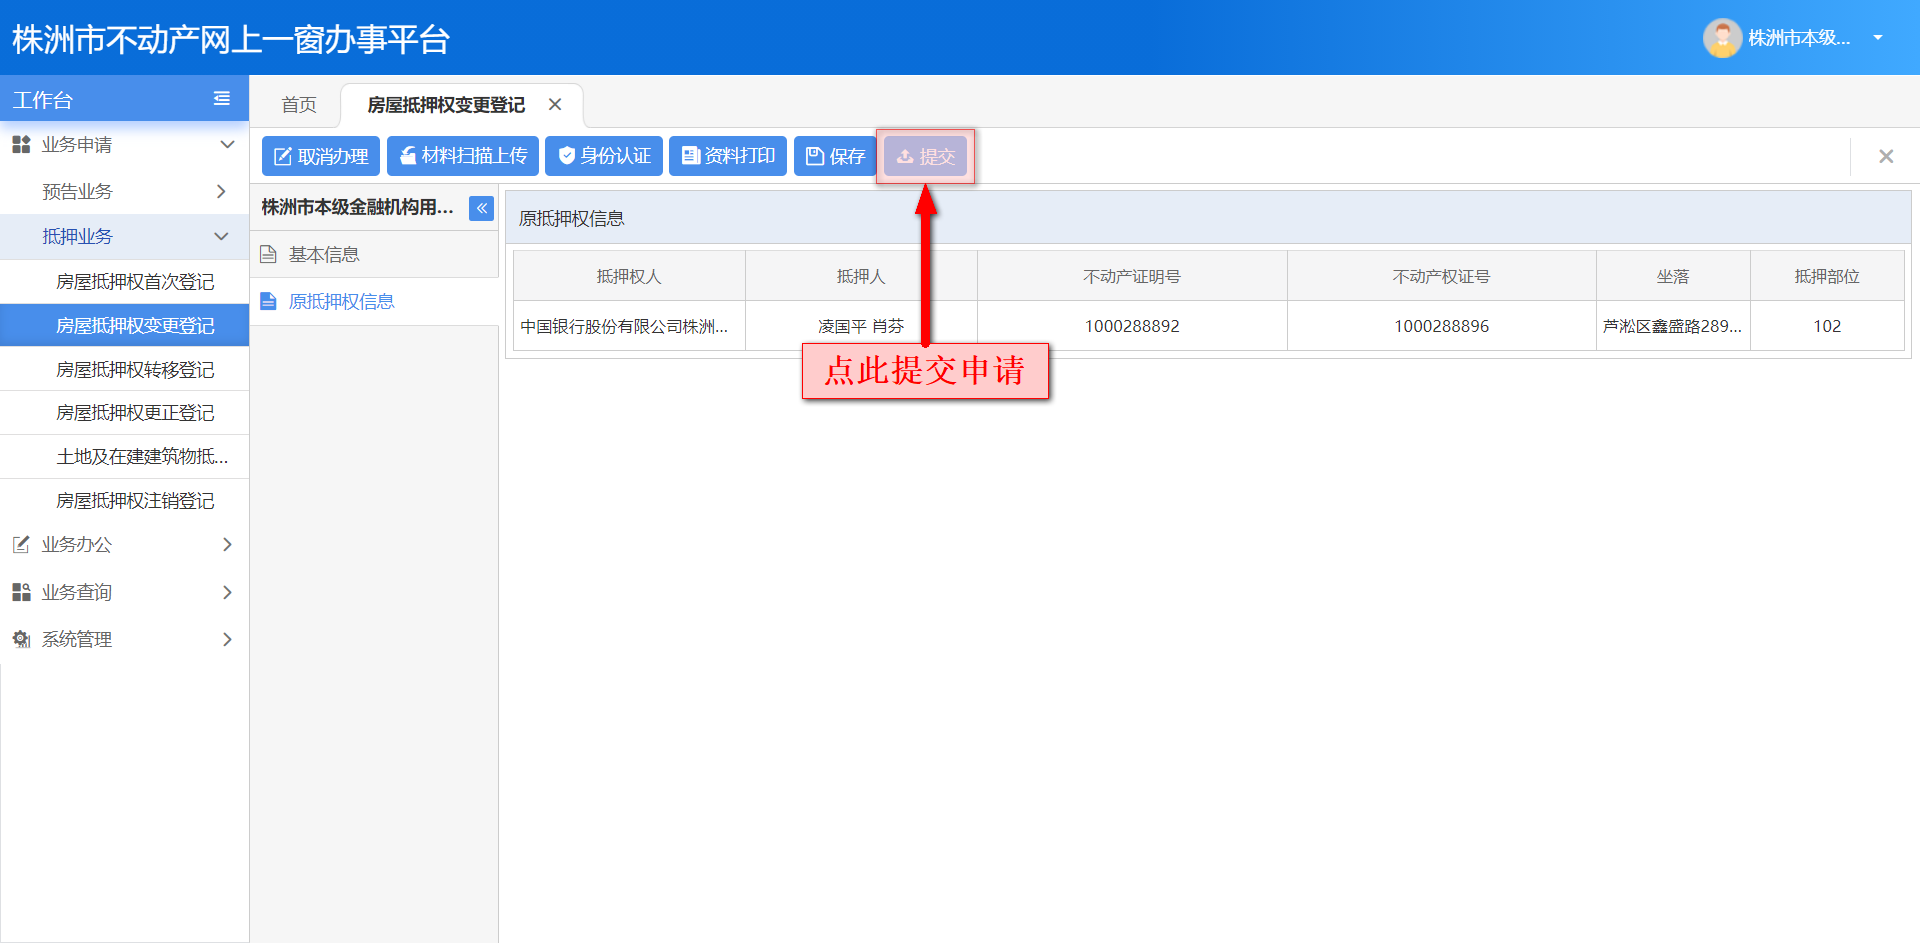 株洲市不动产网上一窗办事平台
株洲市本级...
工作台
首页
房屋抵押权变更登记
业务申请
预告业务
抵押业务
房屋抵押权首次登记
房屋抵押权变更登记
房屋抵押权转移登记
房屋抵押权更正登记
土地及在建建筑物抵...
房屋抵押权注销登记
业务办公
业务查询
系统管理
取消办理 材料扫描上传 身份认证 资料打印 保存 提交
株洲市本级金融机构用...
基本信息
原抵押权信息
原抵押权信息
抵押权人 抵押人 不动产证明号 不动产权证号 坐落 抵押部位
中国银行股份有限公司株洲... 凌国平 肖芬 1000288892 1000288896 芦淞区鑫盛路289... 102
点此提交申请